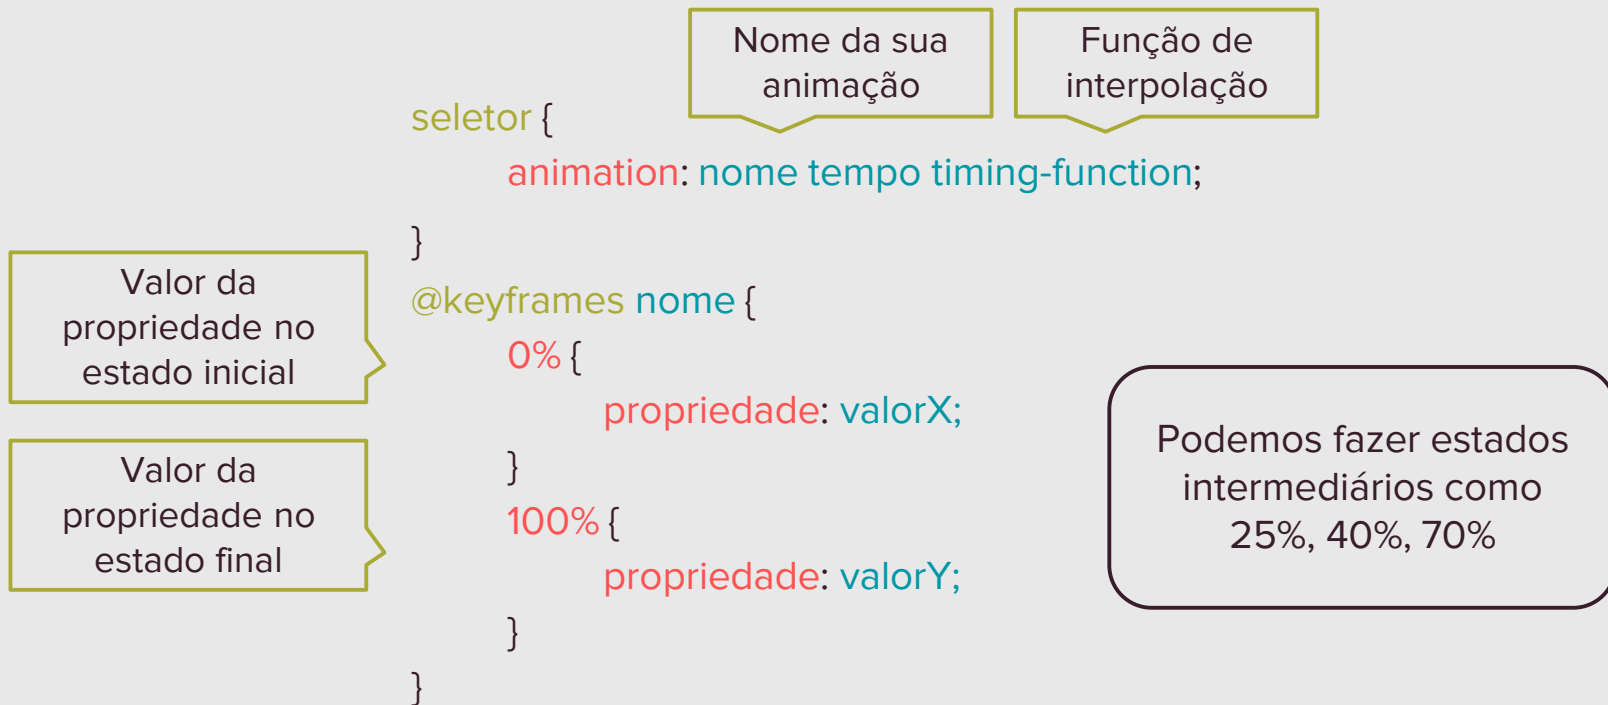 Nome da sua
animação
Função de
interpolação
seletor {
animation: nome tempo timing-function;
}
Valor da
propriedade no
estado inicial
@keyframes nome {
0% {
propriedade: valorX;
}
Valor da
propriedade no
estado final
100% {
propriedade: valorY;
}
}
Podemos fazer estados
intermediários como
25%, 40%, 70%